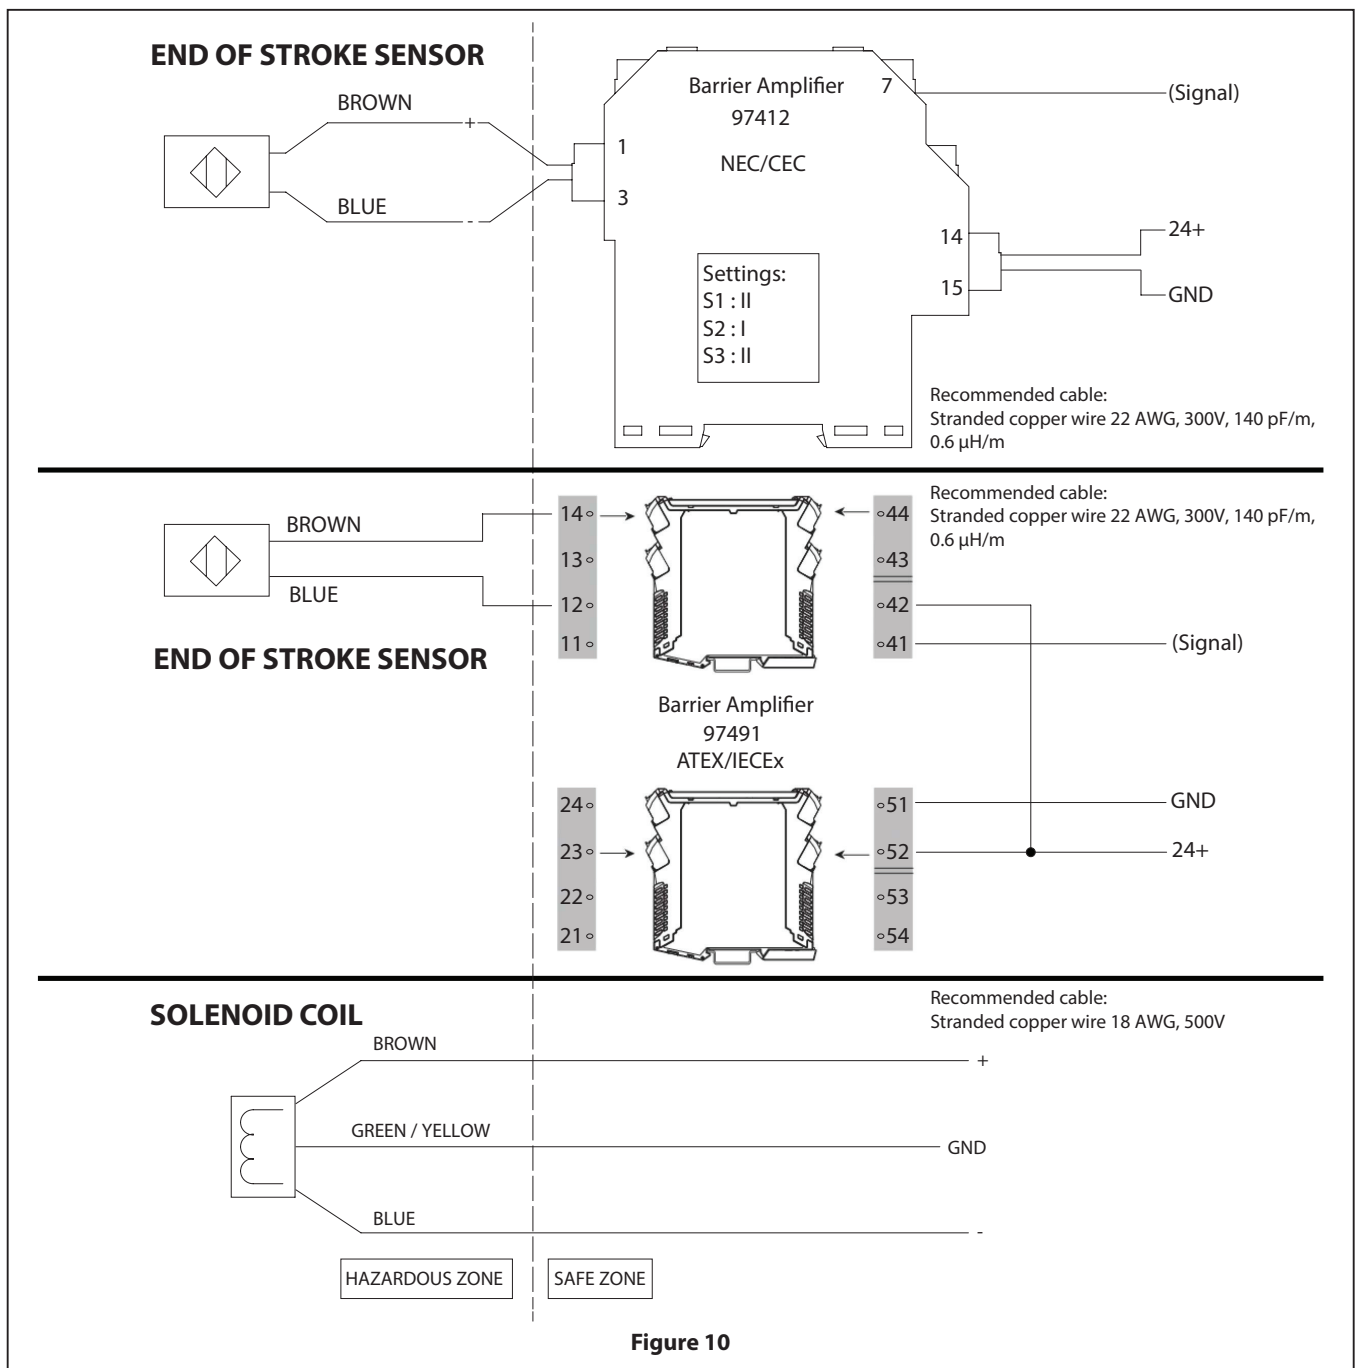 END OF STROKE SENSOR
BROWN
+
BLUE
-
1
3
Barrier Amplifier
97412
NEC/CEC
7
(Signal)
14
15
24+
GND
Settings:
S1 : II
S2 : I
S3 : II
Recommended cable:
Stranded copper wire 22 AWG, 300V, 140 pF/m,
0.6 µH/m
BROWN
BLUE
END OF STROKE SENSOR
14
13
12
11
44
43
42
41
Recommended cable:
Stranded copper wire 22 AWG, 300V, 140 pF/m,
0.6 µH/m
(Signal)
Barrier Amplifier
97491
ATEX/IECEx
24
23
22
21
51
52
53
54
GND
24+
SOLENOID COIL
Recommended cable:
Stranded copper wire 18 AWG, 500V
BROWN
+
GREEN / YELLOW
GND
BLUE
-
HAZARDOUS ZONE
SAFE ZONE
Figure 10